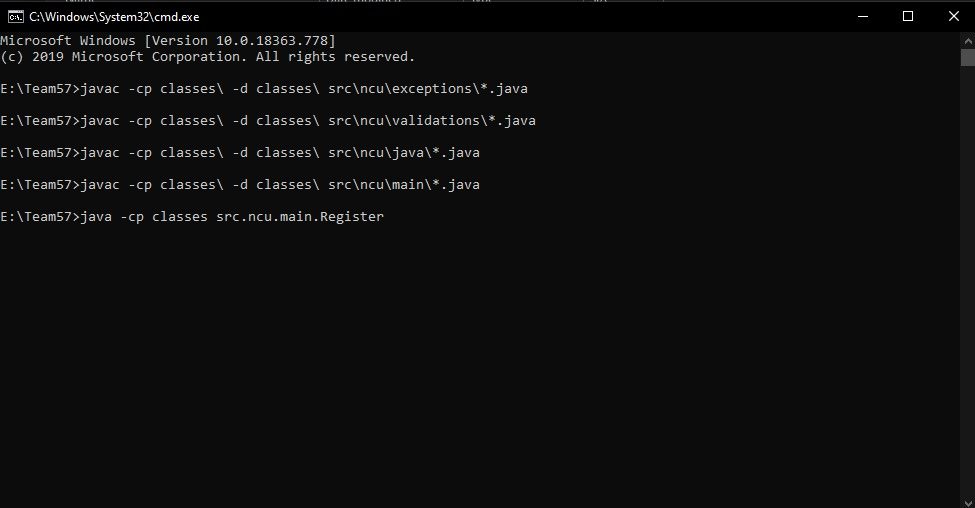 C:\Windows\System32\cmd.exe
Microsoft Windows [Version 10.0.18363.778]
(c) 2019 Microsoft Corporation. All rights reserved.
E:\Team57>javac -cp classes\ -d classes\ src\ncu\exceptions\*.java
E:\Team57>javac -cp classes\ -d classes\ src\ncu\validations\*.java
E:\Team57>javac -cp classes\ -d classes\ src\ncu\java\*.java
E:\Team57>javac -cp classes\ -d classes\ src\ncu\main\*.java
E:\Team57>java -cp classes src.ncu.main.Register